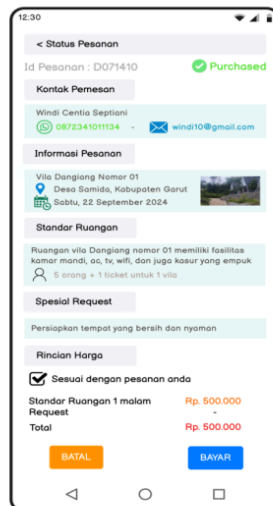 12:30
< Status Pesanan
Id Pesanan : D071410
Purchased
Kontak Pemesan
Windi Centia Septiani
0872341011134 - windi10@gmail.com
Informasi Pesanan
Vila Dangiang Nomor 01
Desa Samida, Kabupaten Garut
Sabtu, 22 September 2024
Standar Ruangan
Ruangan vila Dangiang nomor 01 memiliki fasilitas
kamar mandi, ac, tv, wifi, dan juga kasur yang empuk
5 orang + 1 ticket untuk 1 vila
Spesial Request
Persiapkan tempat yang bersih dan nyaman
Rincian Harga
Sesuai dengan pesanan anda
Standar Ruangan 1 malam Rp. 500.000
Request -
Total Rp. 500.000
BATAL BAYAR